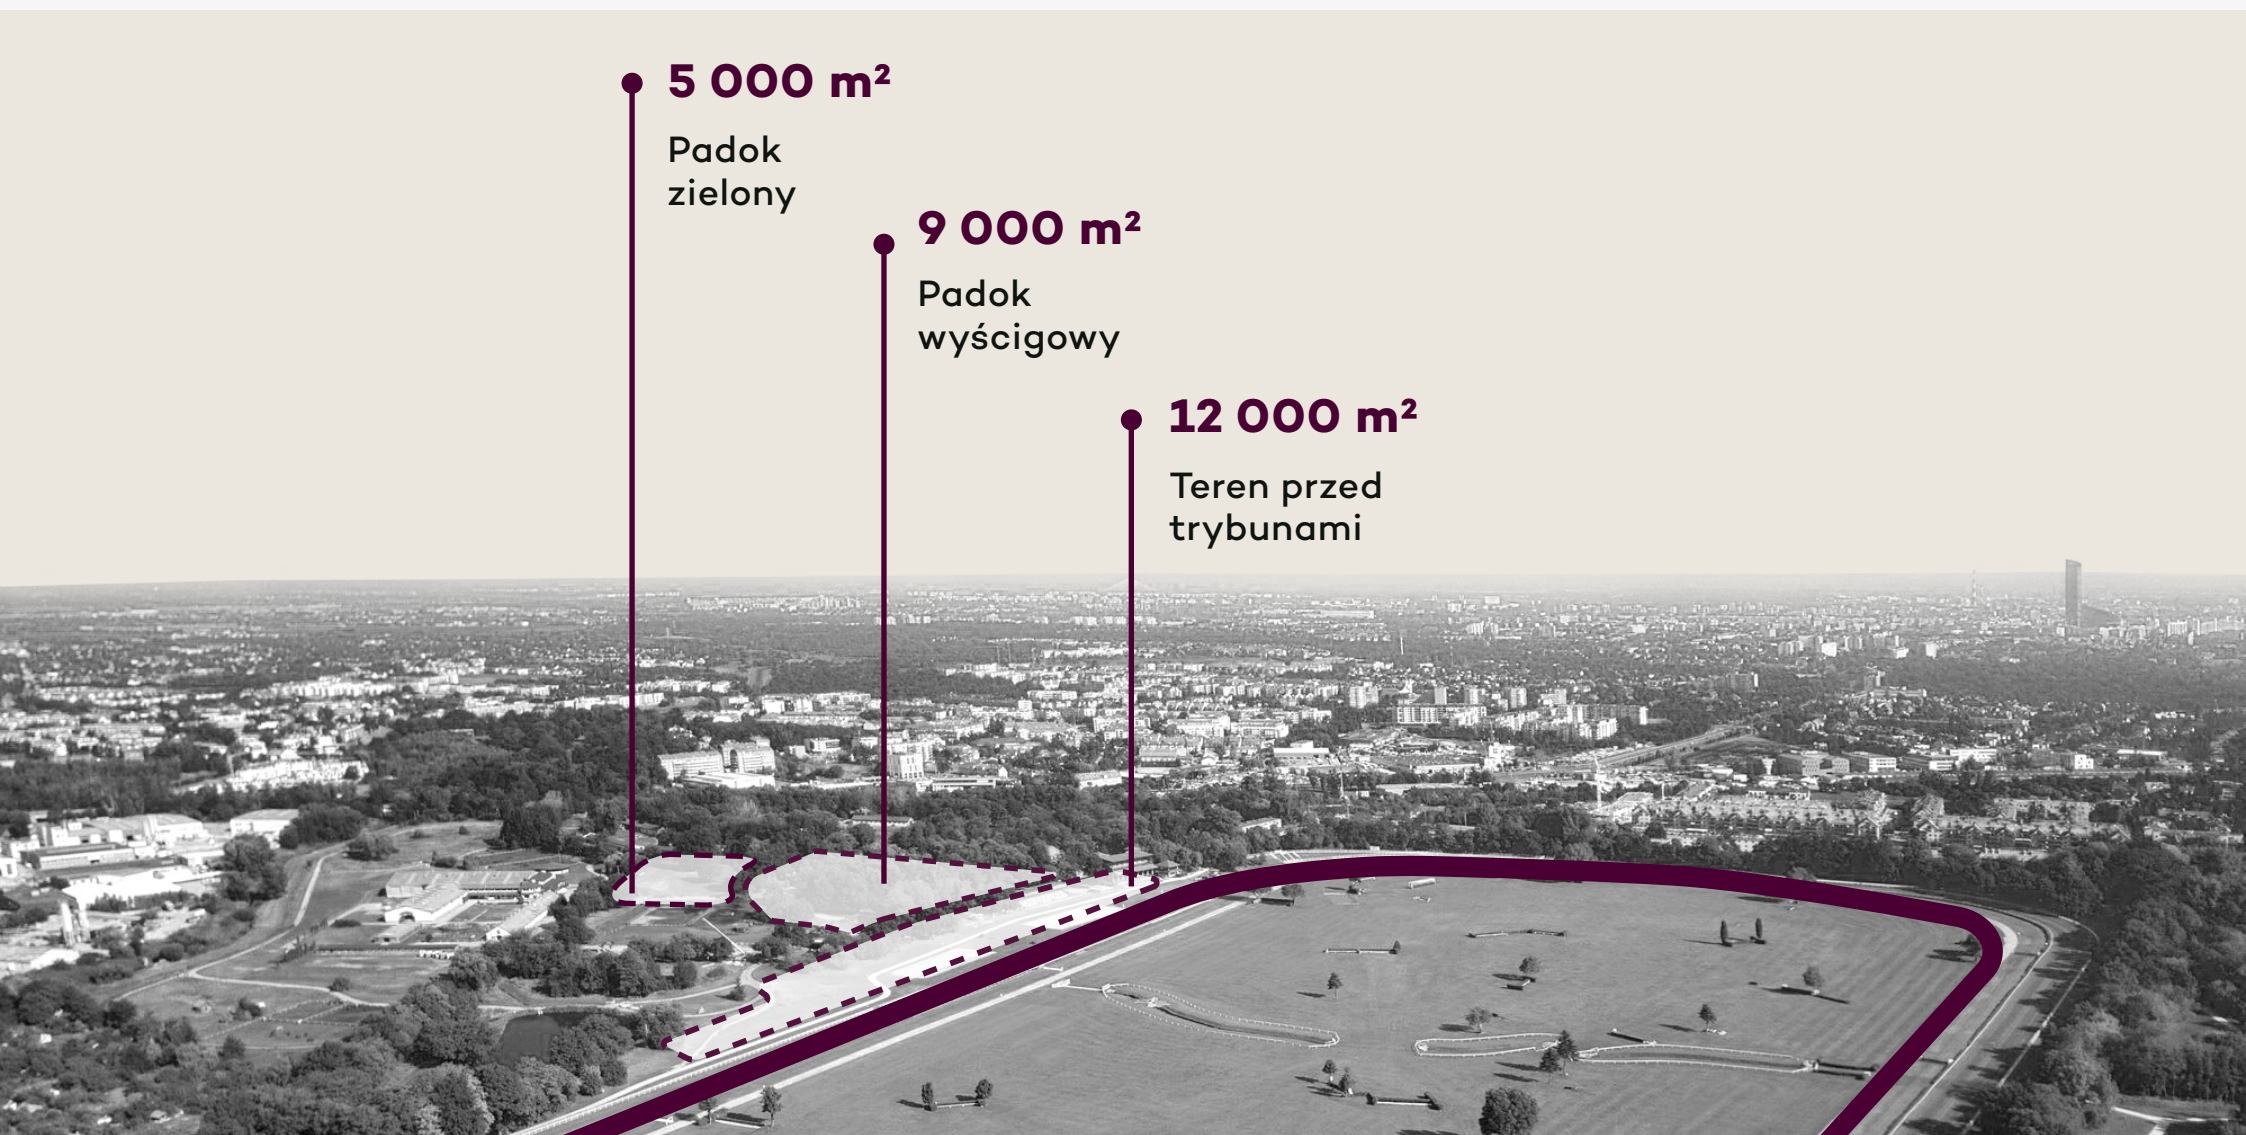 5 000 m²
Padok
zielony
9 000 m²
Padok
wyścigowy
12 000 m²
Teren przed
trybunami